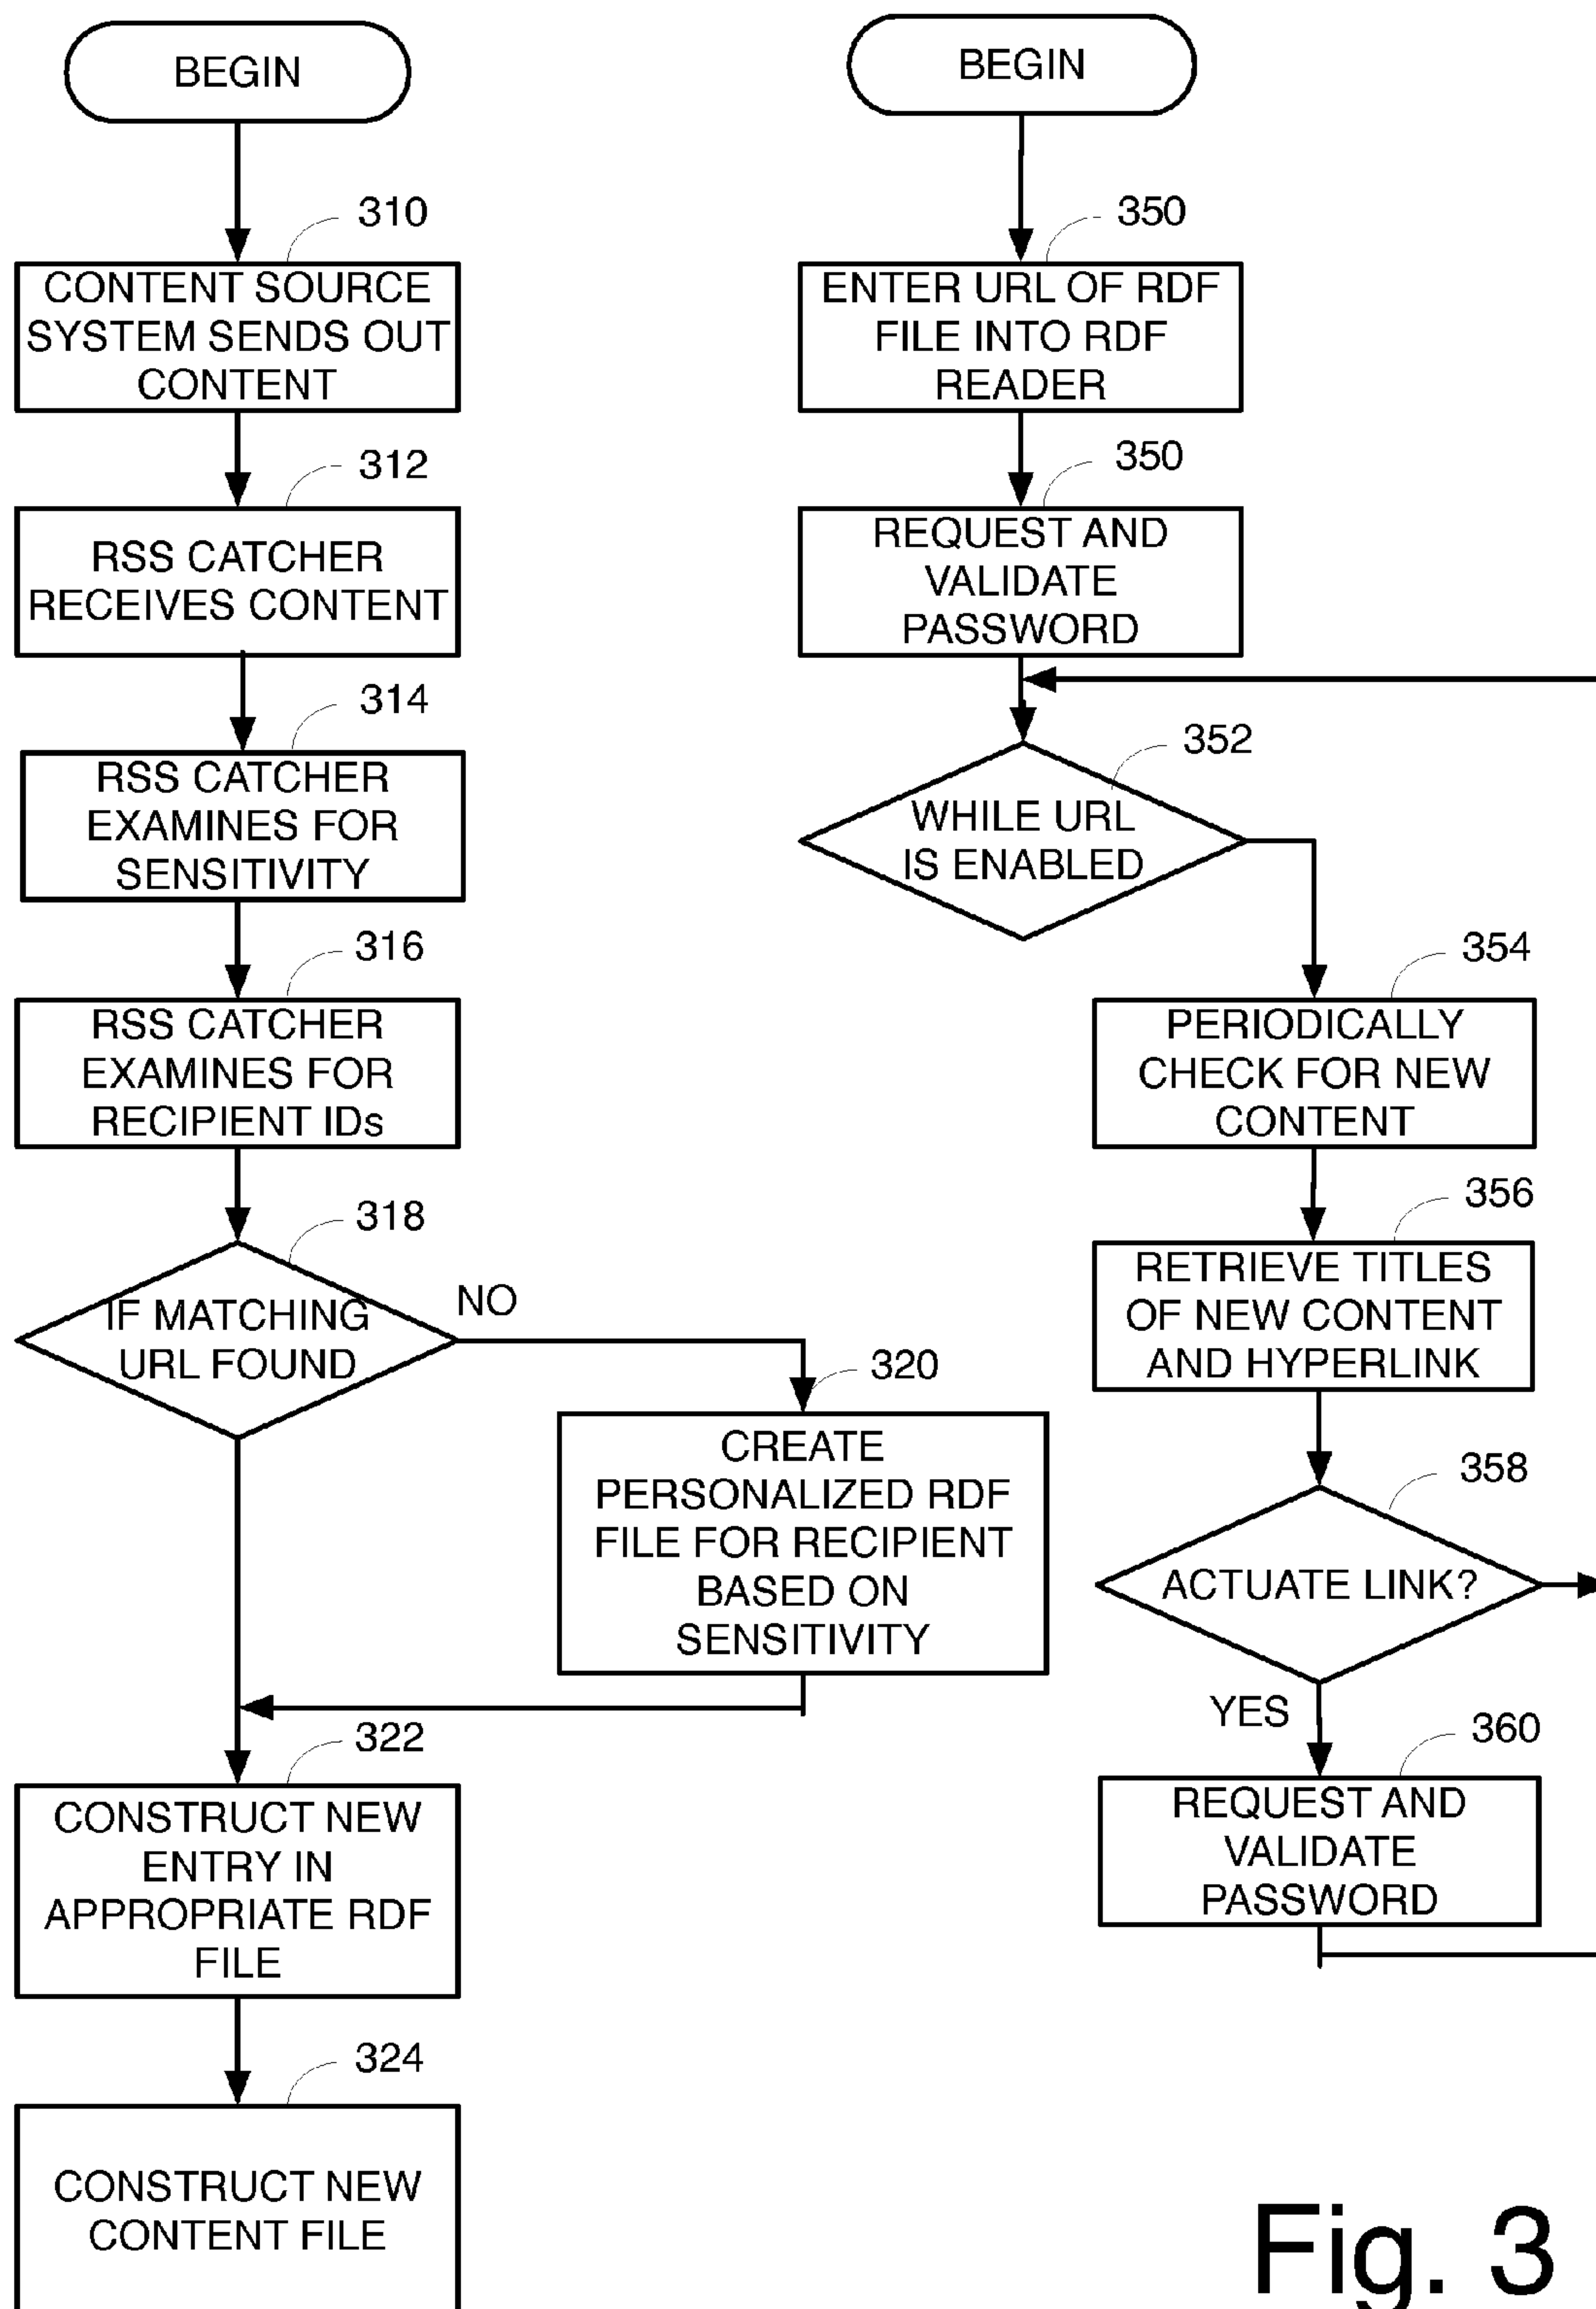 BEGIN
310
CONTENT SOURCE
SYSTEM SENDS OUT
CONTENT
312
RSS CATCHER
RECEIVES CONTENT
314
RSS CATCHER
EXAMINES FOR
SENSITIVITY
316
RSS CATCHER
EXAMINES FOR
RECIPIENT IDs
318
IF MATCHING
URL FOUND
NO
320
CREATE
PERSONALIZED RDF
FILE FOR RECIPIENT
BASED ON
SENSITIVITY
322
CONSTRUCT NEW
ENTRY IN
APPROPRIATE RDF
FILE
324
CONSTRUCT NEW
CONTENT FILE
BEGIN
350
ENTER URL OF RDF
FILE INTO RDF
READER
350
REQUEST AND
VALIDATE
PASSWORD
352
WHILE URL
IS ENABLED
354
PERIODICALLY
CHECK FOR NEW
CONTENT
356
RETRIEVE TITLES
OF NEW CONTENT
AND HYPERLINK
358
ACTUATE LINK?
YES
360
REQUEST AND
VALIDATE
PASSWORD
Fig. 3